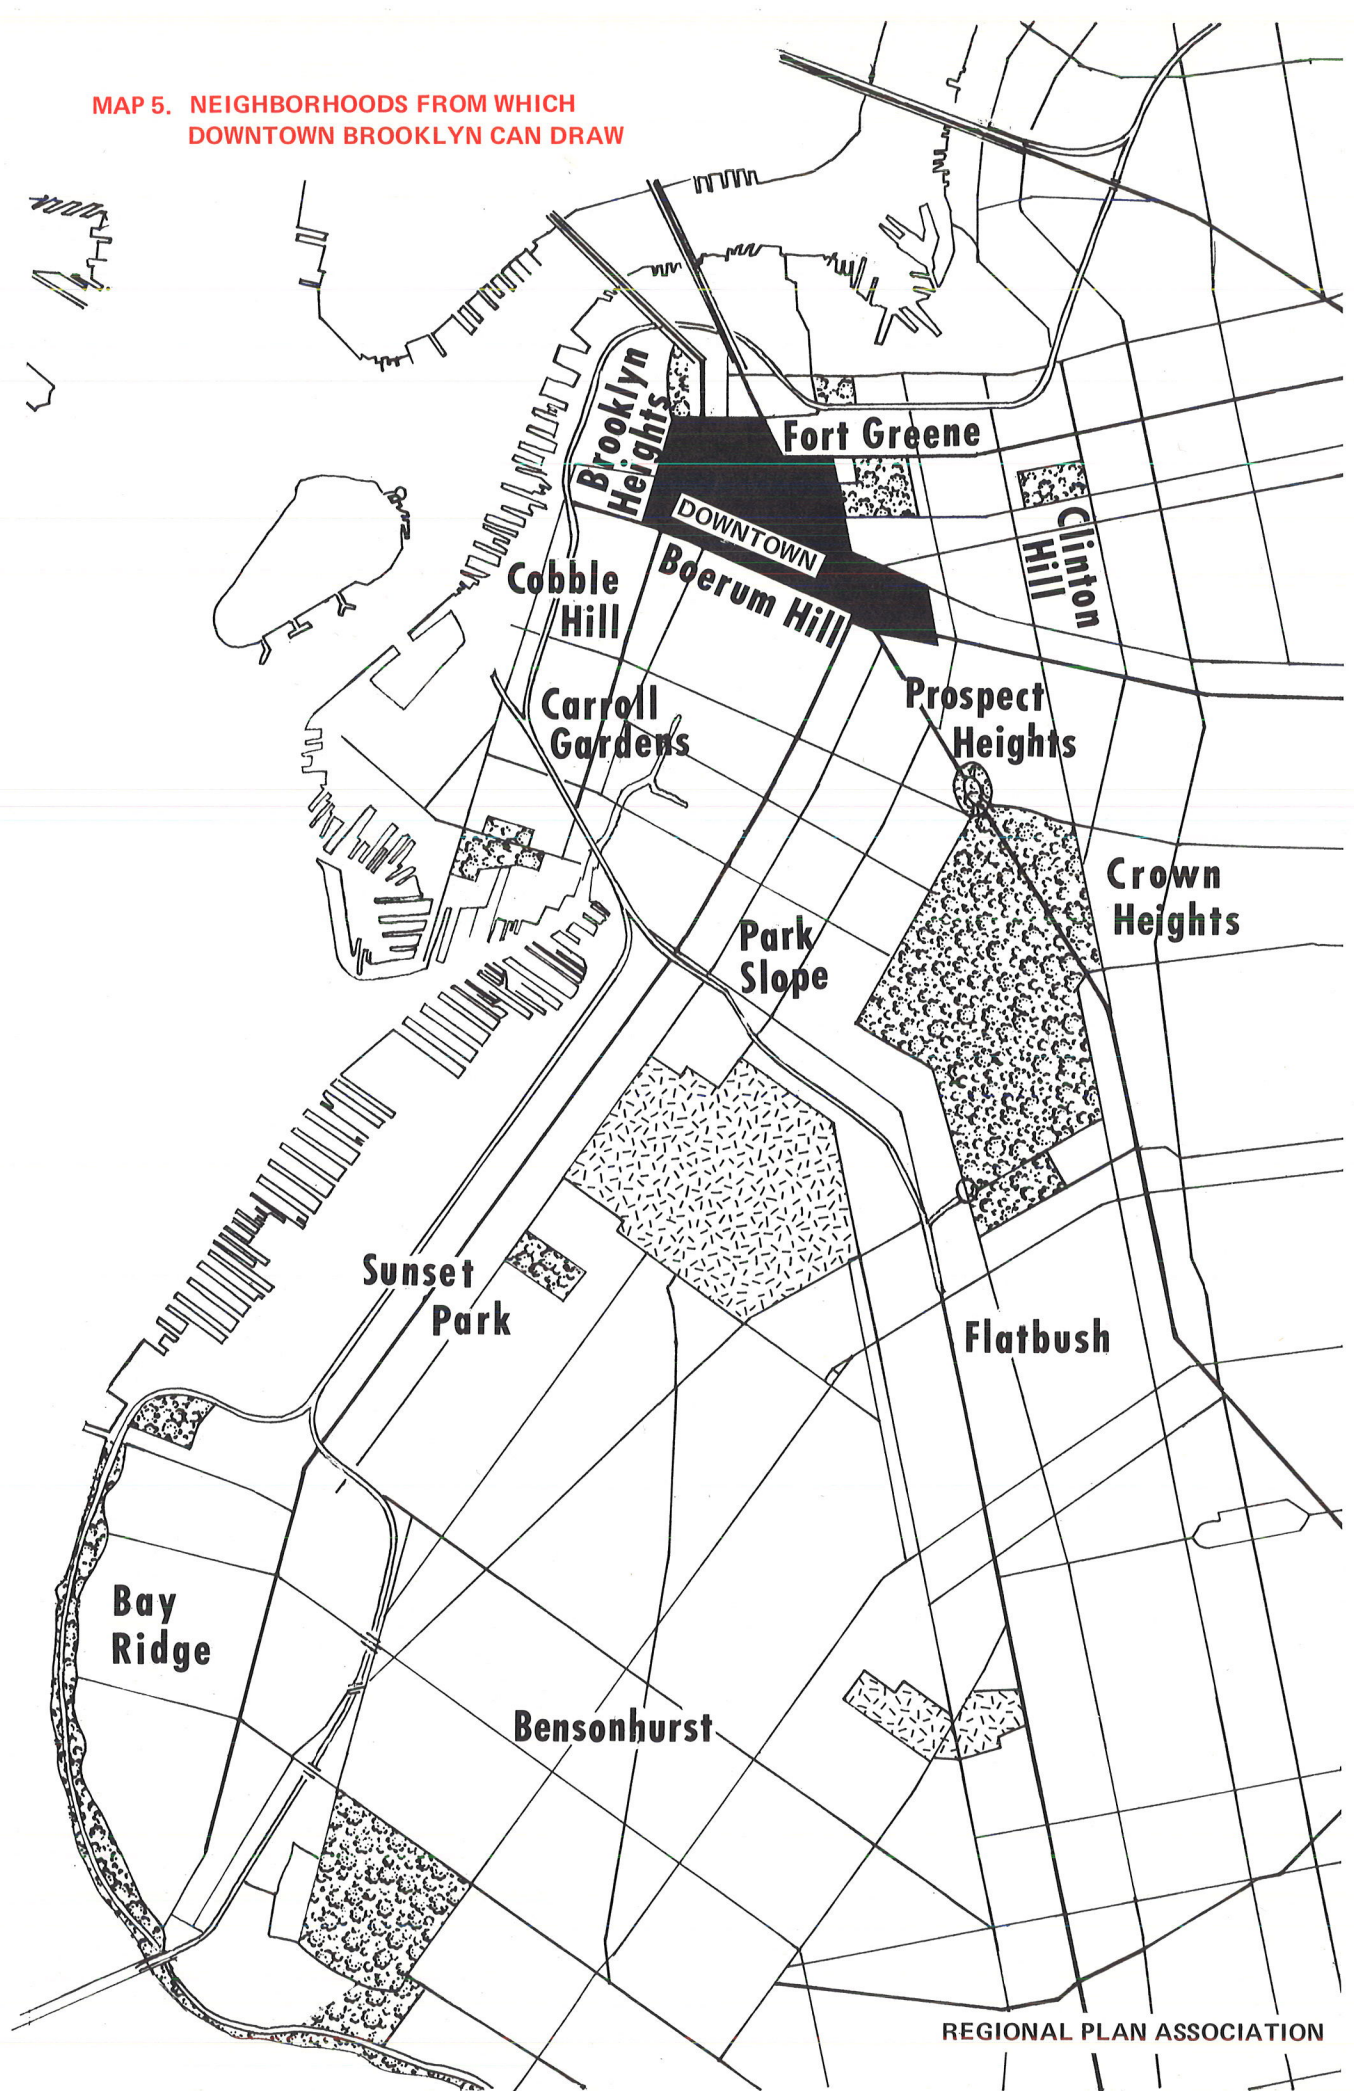 MAP 5. NEIGHBORHOODS FROM WHICH
DOWNTOWN BROOKLYN CAN DRAW
Brooklyn
Heights
Fort Greene
DOWNTOWN
Clinton
Hill
Cobble
Hill
Boerum Hill
Carroll
Gardens
Prospect
Heights
Crown
Heights
Park
Slope
Sunset
Park
Flatbush
Bay
Ridge
Bensonhurst
REGIONAL PLAN ASSOCIATION